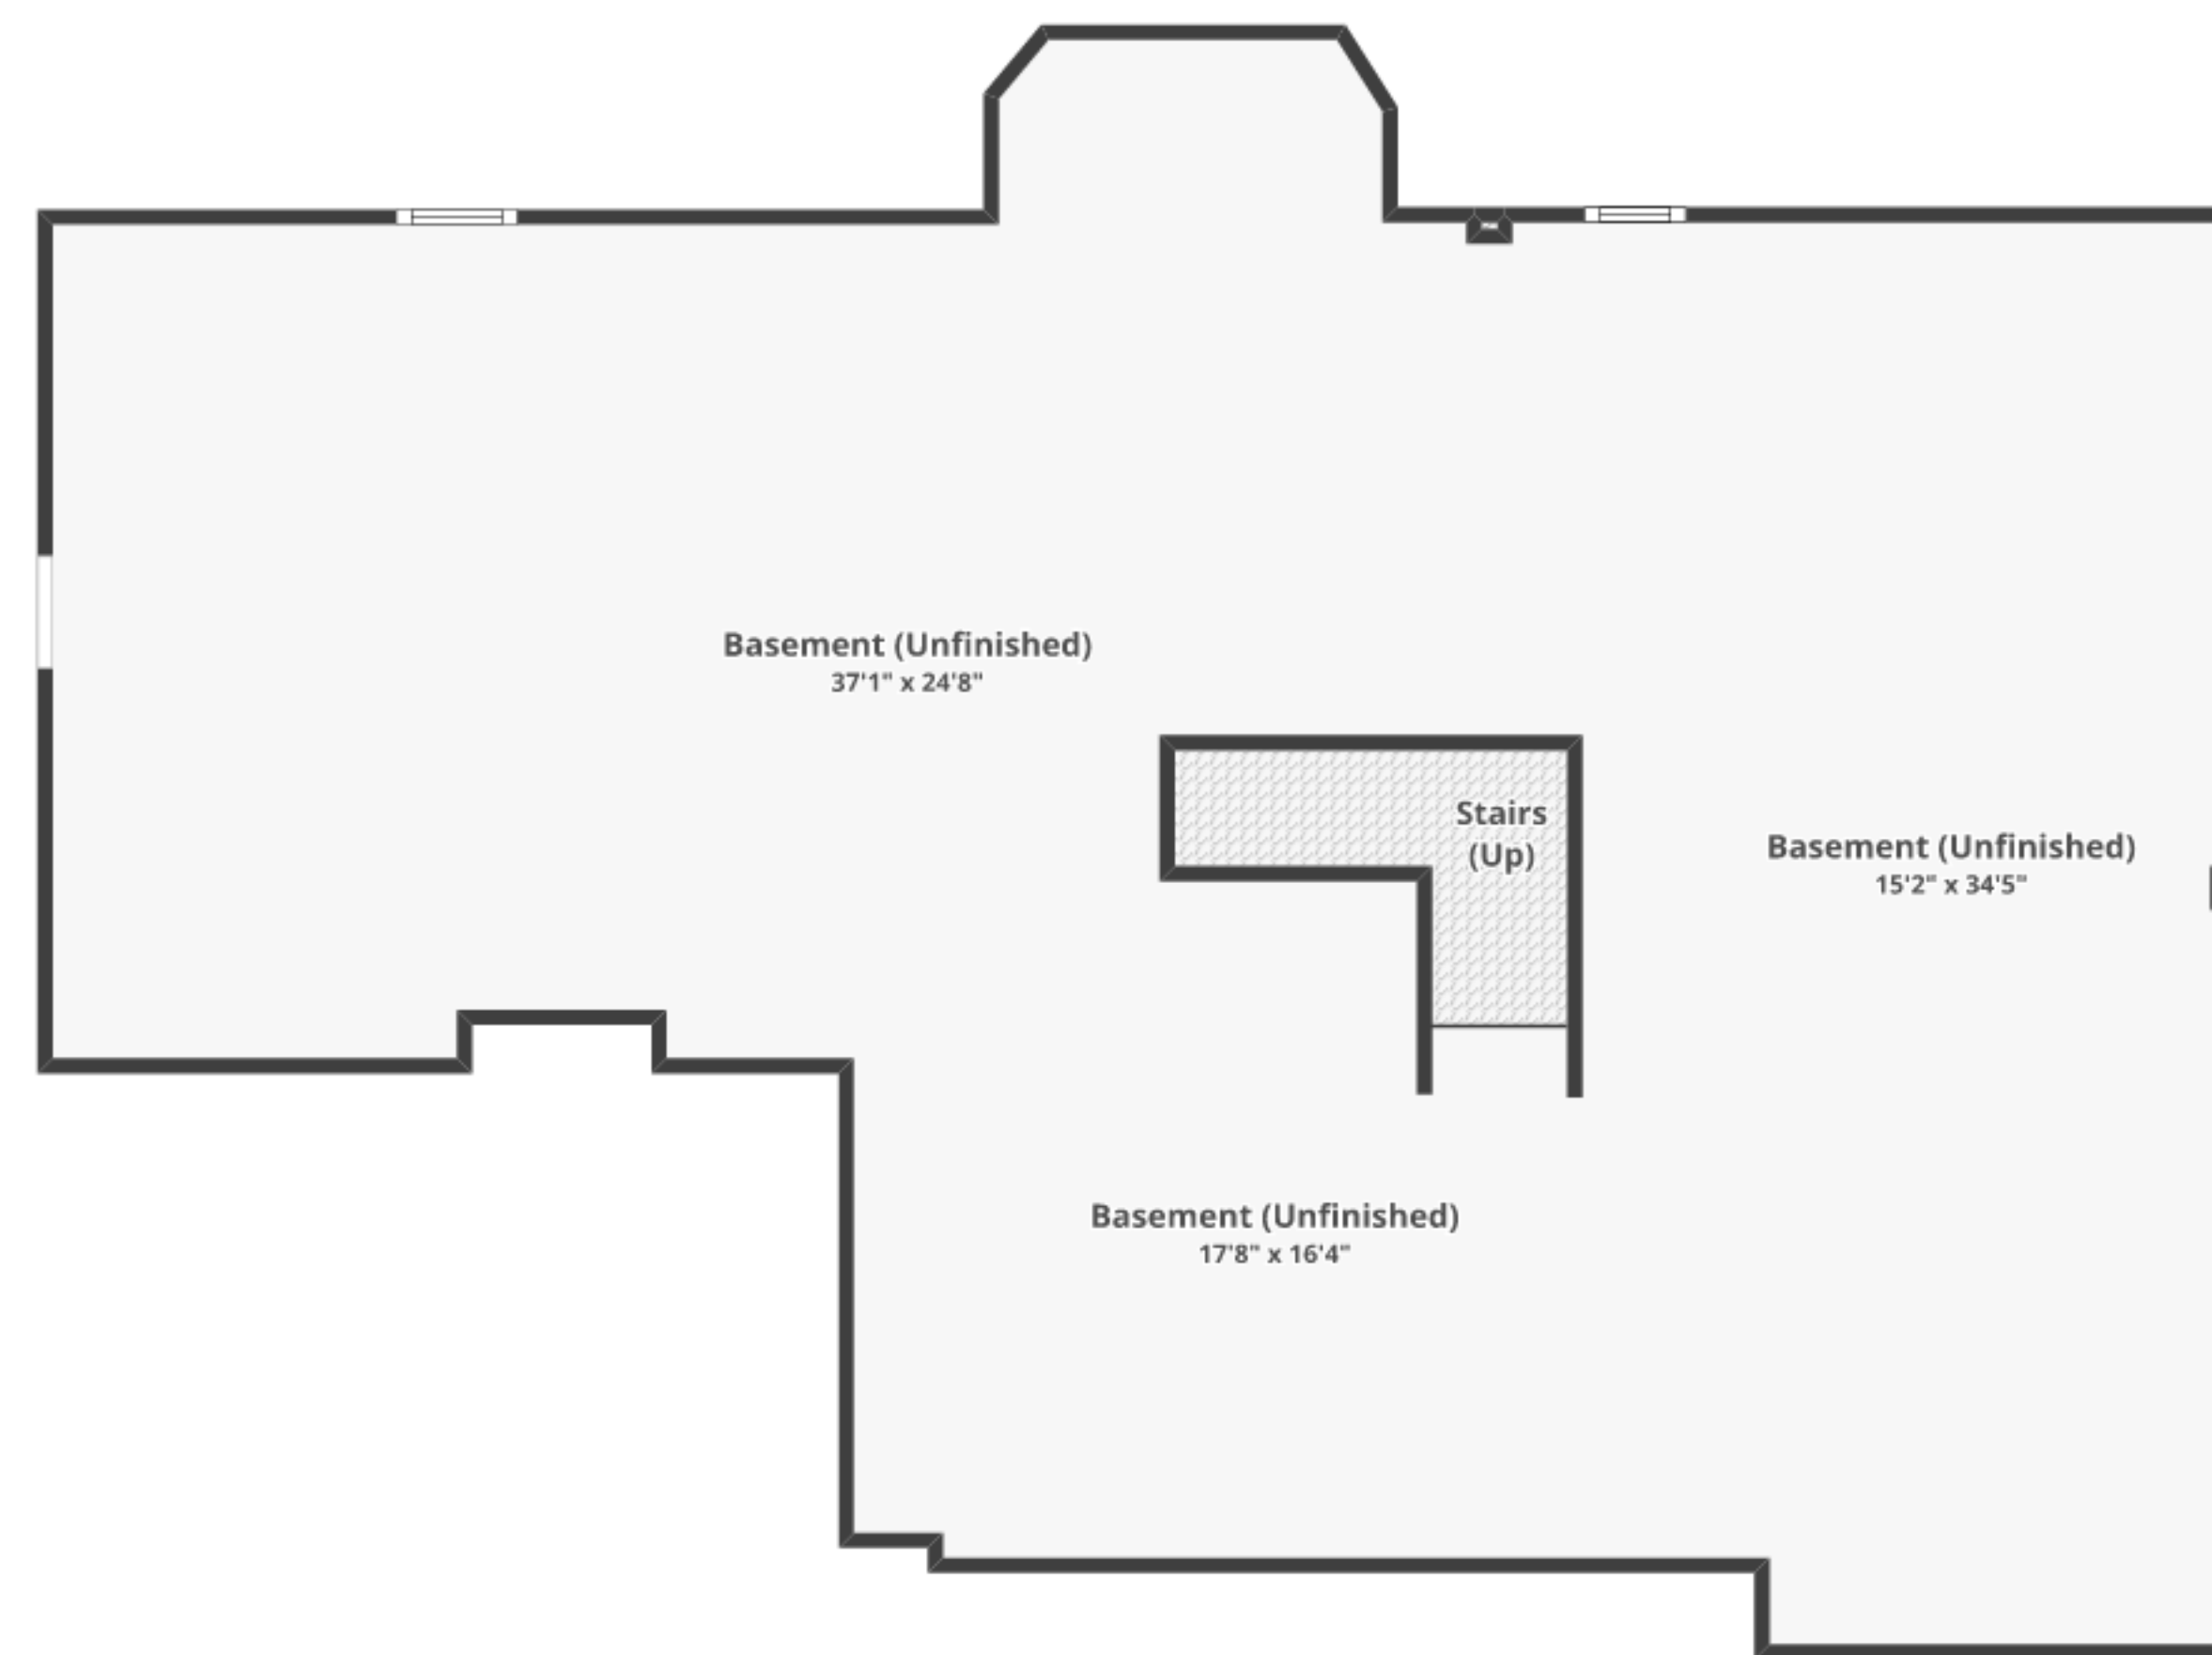 Basement (Unfinished)
37'1" x 24'8"
Stairs
(Up)
Basement (Unfinished)
15'2" x 34'5"
Basement (Unfinished)
17'8" x 16'4"